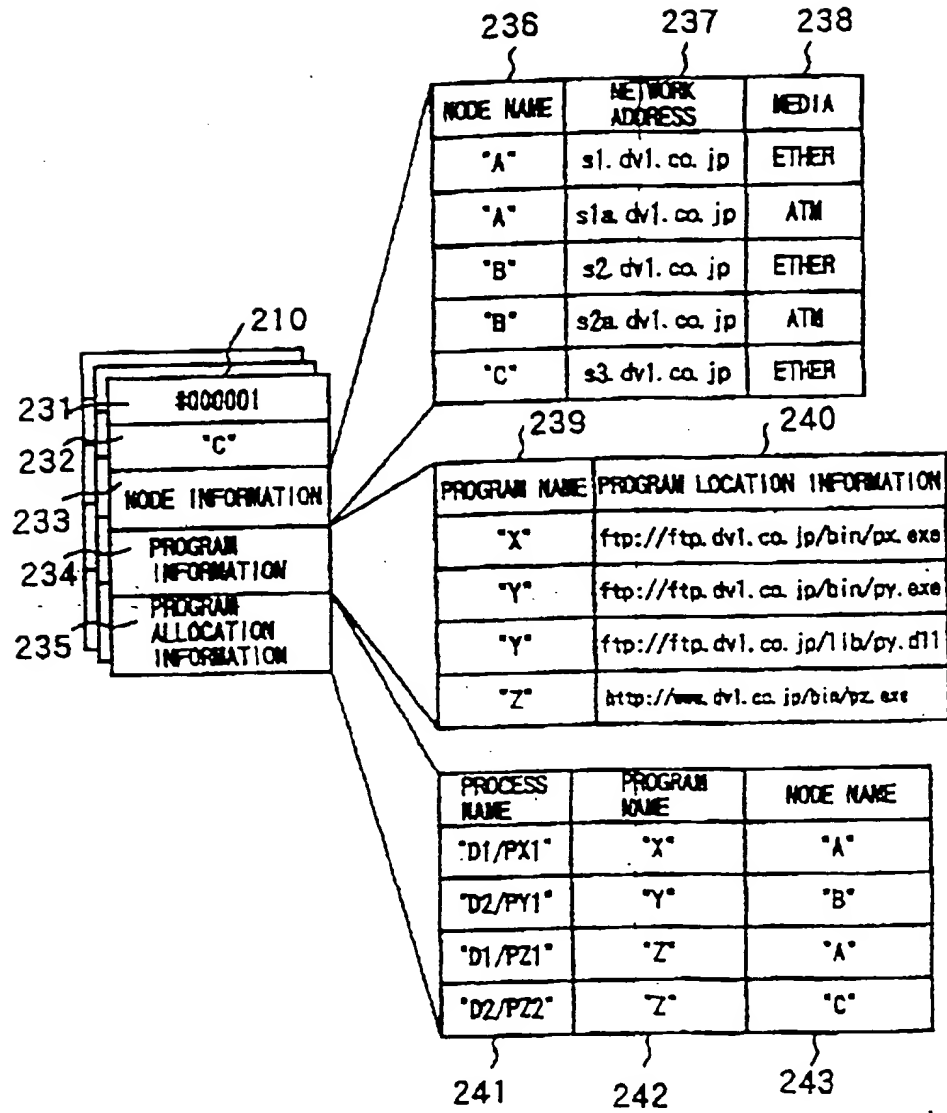 236 237 238
NODE NAME NETWORK ADDRESS MEDIA
"A" s1.dv1.co.jp ETHER
"A" s1a.dv1.co.jp ATM
"B" s2.dv1.co.jp ETHER
"B" s2a.dv1.co.jp ATM
"C" s3.dv1.co.jp ETHER
210
231 #000001
232 "C"
233 NODE INFORMATION
234 PROGRAM INFORMATION
235 PROGRAM ALLOCATION INFORMATION
239 240
PROGRAM NAME PROGRAM LOCATION INFORMATION
"X" ftp://ftp.dv1.co.jp/bin/px.exe
"Y" ftp://ftp.dv1.co.jp/bin/py.exe
"Y" ftp://ftp.dv1.co.jp/lib/py.dll
"Z" http://www.dv1.co.jp/bin/pz.exe
PROCESS NAME PROGRAM NAME NODE NAME
"D1/PX1" "X" "A"
"D2/PY1" "Y" "B"
"D1/PZ1" "Z" "A"
"D2/PZ2" "Z" "C"
241 242 243